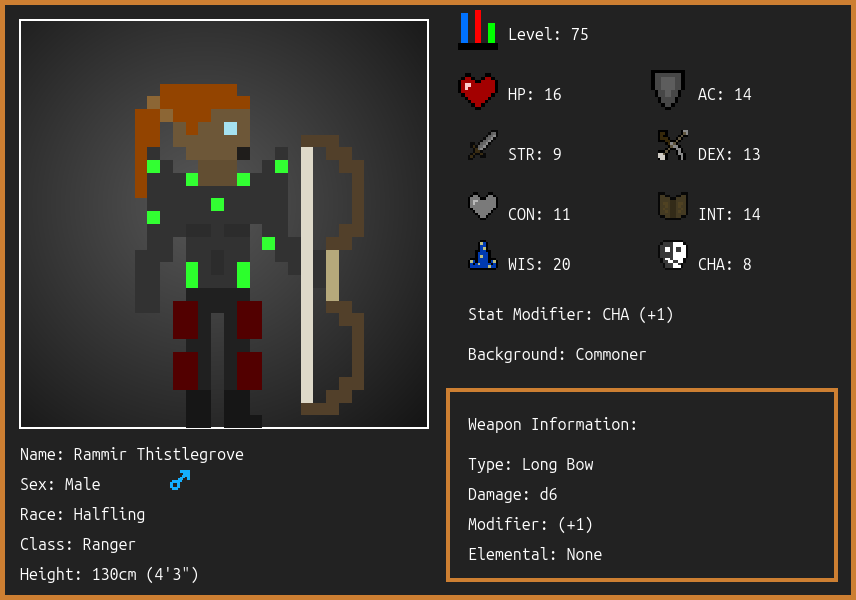 Level: 75
HP: 16
AC: 14
STR: 9
DEX: 13
CON: 11
INT: 14
WIS: 20
CHA: 8
Stat Modifier: CHA (+1)
Background: Commoner
Weapon Information:
Type: Long Bow
Damage: d6
Modifier: (+1)
Elemental: None
Name: Rammir Thistlegrove
Sex: Male
Race: Halfling
Class: Ranger
Height: 130cm (4'3")